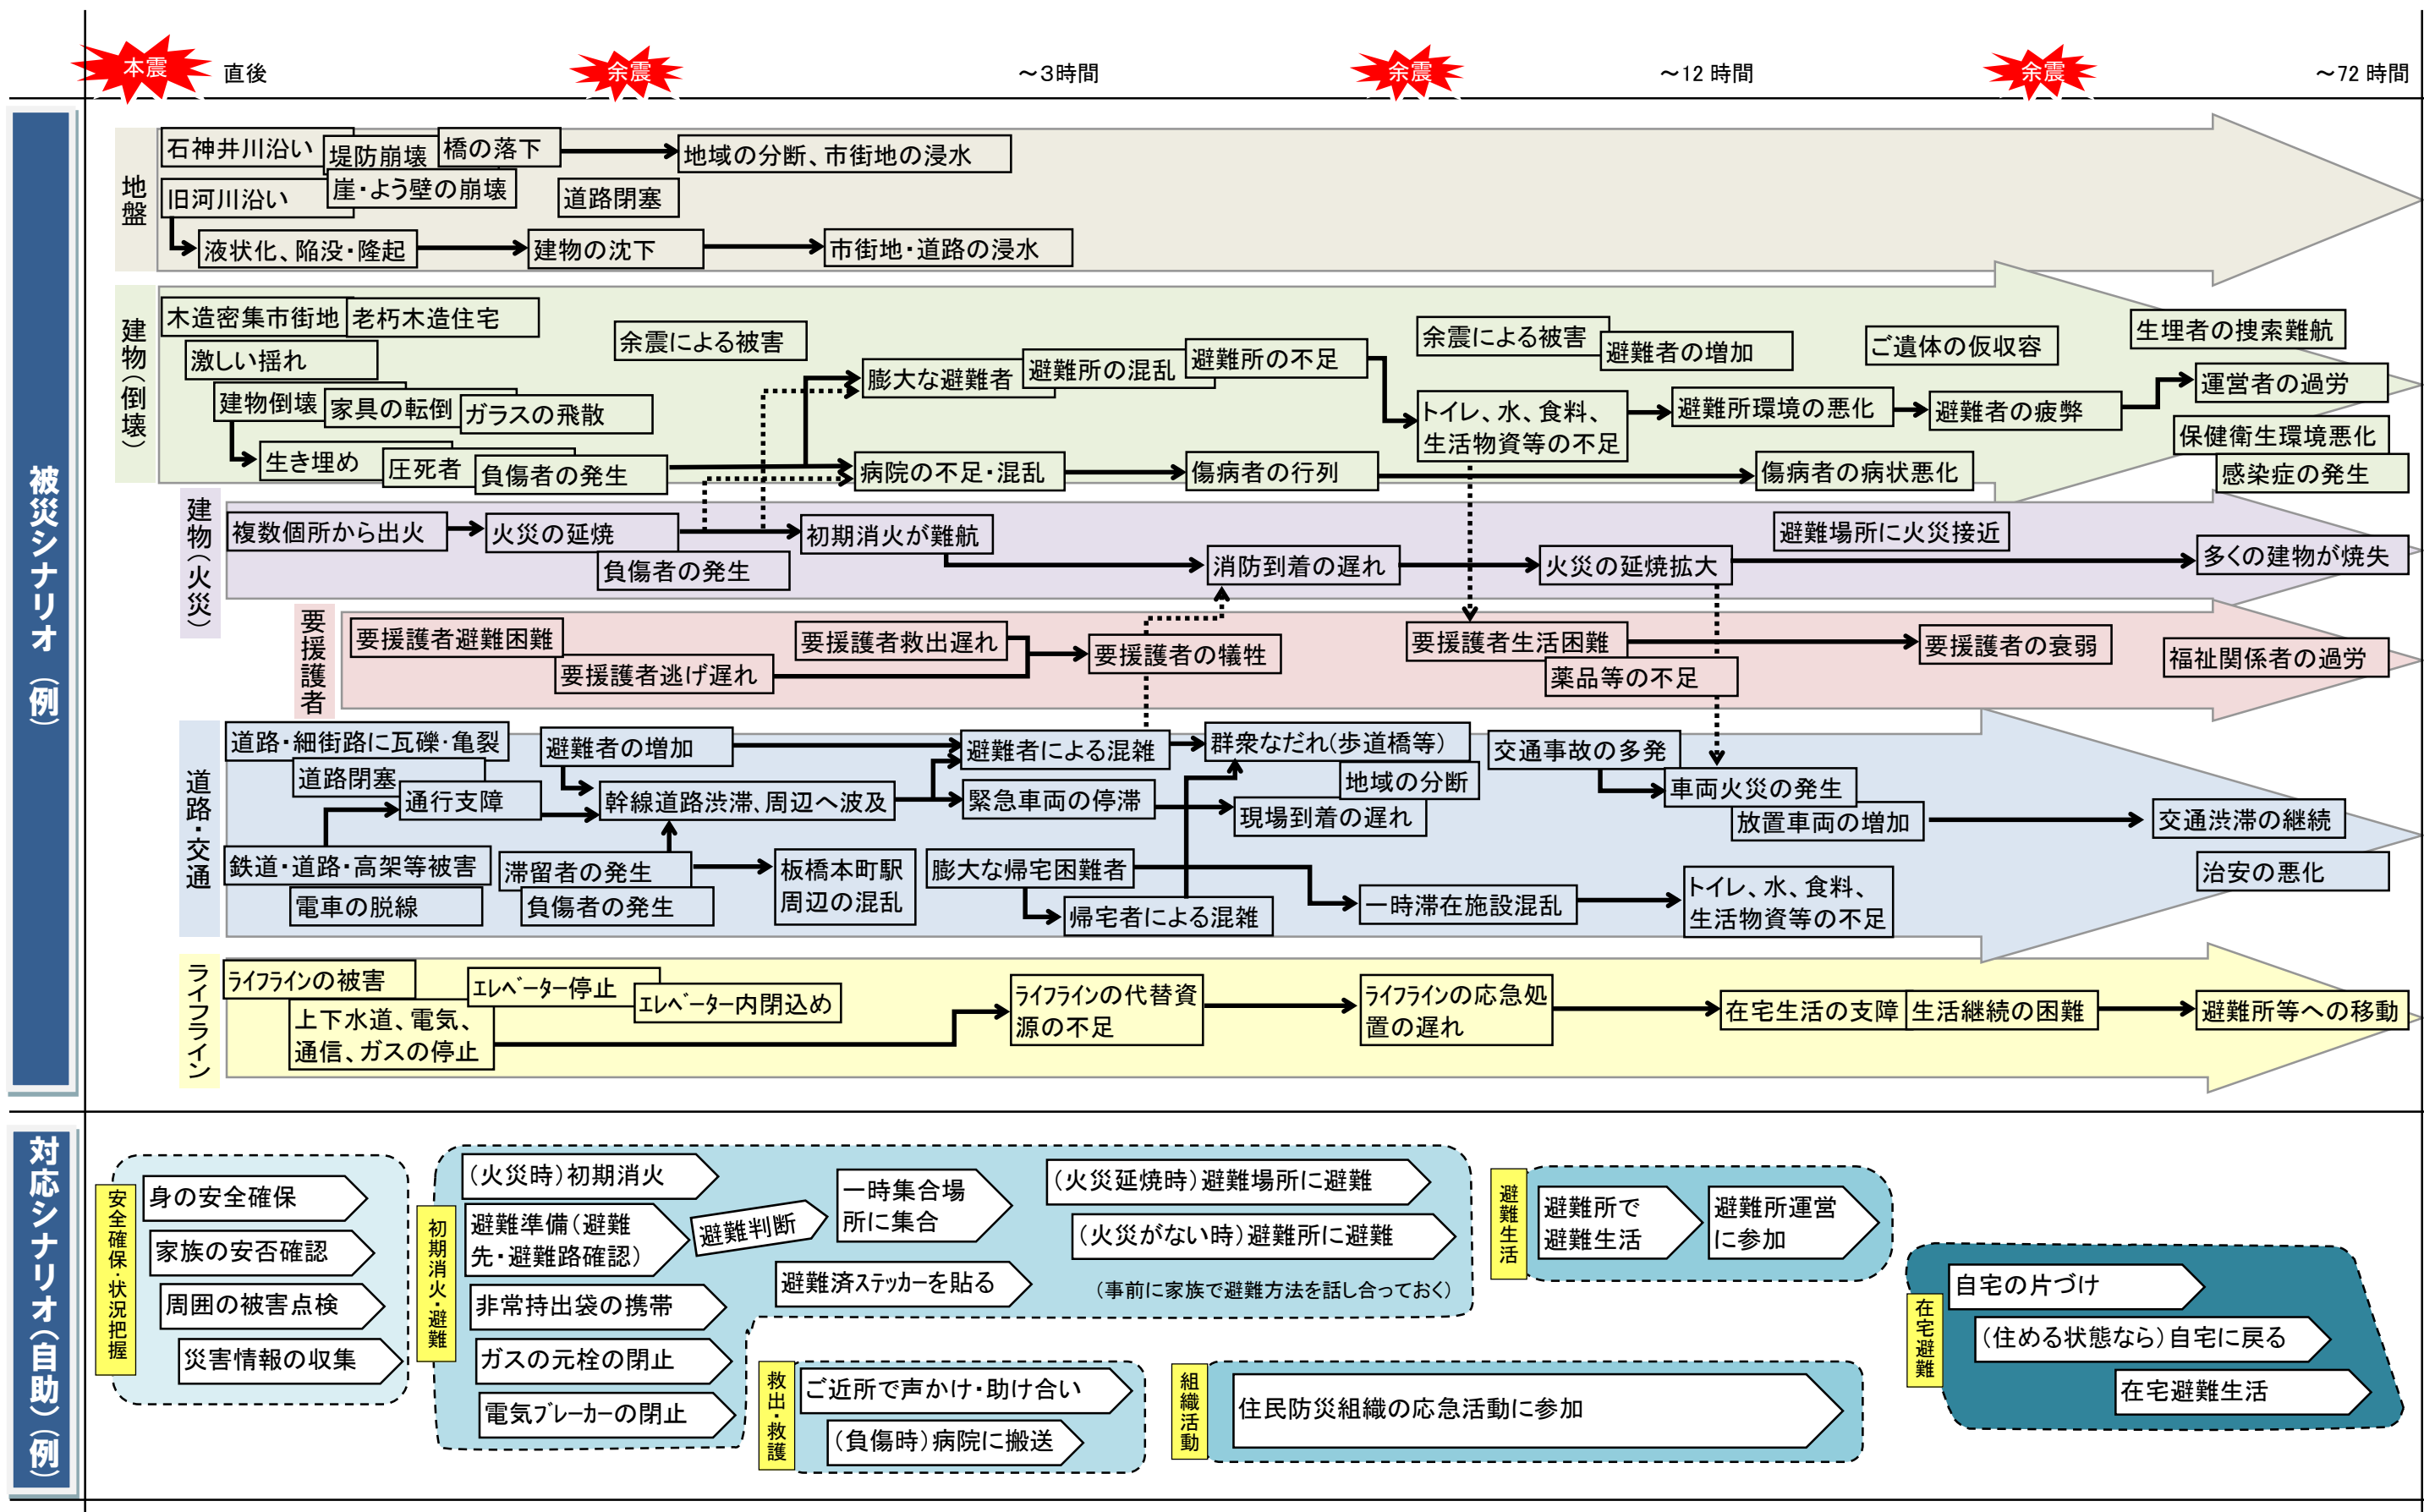 本震
直後
余震
～3時間
余震
～12 時間
余震
～72 時間
被災シナリオ（例）
地盤
石神井川沿い
堤防崩壊
橋の落下
地域の分断、市街地の浸水
旧河川沿い
崖・よう壁の崩壊
道路閉塞
液状化、陥没・隆起
建物の沈下
市街地・道路の浸水
建物（倒壊）
木造密集市街地
老朽木造住宅
激しい揺れ
建物倒壊
家具の転倒
ガラスの飛散
生き埋め
圧死者
負傷者の発生
余震による被害
膨大な避難者
避難所の混乱
避難所の不足
病院の不足・混乱
傷病者の行列
余震による被害
避難者の増加
トイレ、水、食料、
生活物資等の不足
避難所環境の悪化
避難者の疲弊
傷病者の病状悪化
ご遺体の仮収容
生埋者の捜索難航
運営者の過労
保健衛生環境悪化
感染症の発生
建物（火災）
複数個所から出火
火災の延焼
負傷者の発生
初期消火が難航
消防到着の遅れ
火災の延焼拡大
避難場所に火災接近
多くの建物が焼失
要援護者
要援護者避難困難
要援護者逃げ遅れ
要援護者救出遅れ
要援護者の犠牲
要援護者生活困難
薬品等の不足
要援護者の衰弱
福祉関係者の過労
道路・交通
道路・細街路に瓦礫・亀裂
道路閉塞
通行支障
鉄道・道路・高架等被害
電車の脱線
避難者の増加
幹線道路渋滞、周辺へ波及
滞留者の発生
負傷者の発生
板橋本町駅
周辺の混乱
避難者による混雑
緊急車両の停滞
膨大な帰宅困難者
帰宅者による混雑
群衆なだれ（歩道橋等）
地域の分断
現場到着の遅れ
一時滞在施設混乱
交通事故の多発
車両火災の発生
放置車両の増加
トイレ、水、食料、
生活物資等の不足
交通渋滞の継続
治安の悪化
ライフライン
ﾗｲﾌﾗｲﾝの被害
上下水道、電気、
通信、ガスの停止
ｴﾚﾍﾞｰﾀｰ停止
ｴﾚﾍﾞｰﾀｰ内閉込め
ﾗｲﾌﾗｲﾝの代替資
源の不足
ﾗｲﾌﾗｲﾝの応急処
置の遅れ
在宅生活の支障
生活継続の困難
避難所等への移動
対応シナリオ（自助）（例）
安全確保・状況把握
身の安全確保
家族の安否確認
周囲の被害点検
災害情報の収集
初期消火・避難
（火災時）初期消火
避難準備（避難
先・避難路確認）
非常持出袋の携帯
ガスの元栓の閉止
電気ﾌﾞﾚｰｶｰの閉止
避難判断
一時集合場
所に集合
避難済ｽﾃｯｶｰを貼る
（火災延焼時）避難場所に避難
（火災がない時）避難所に避難
（事前に家族で避難方法を話し合っておく）
救出・救護
ご近所で声かけ・助け合い
（負傷時）病院に搬送
避難生活
避難所で
避難生活
避難所運営
に参加
組織活動
住民防災組織の応急活動に参加
在宅避難
自宅の片づけ
（住める状態なら）自宅に戻る
在宅避難生活